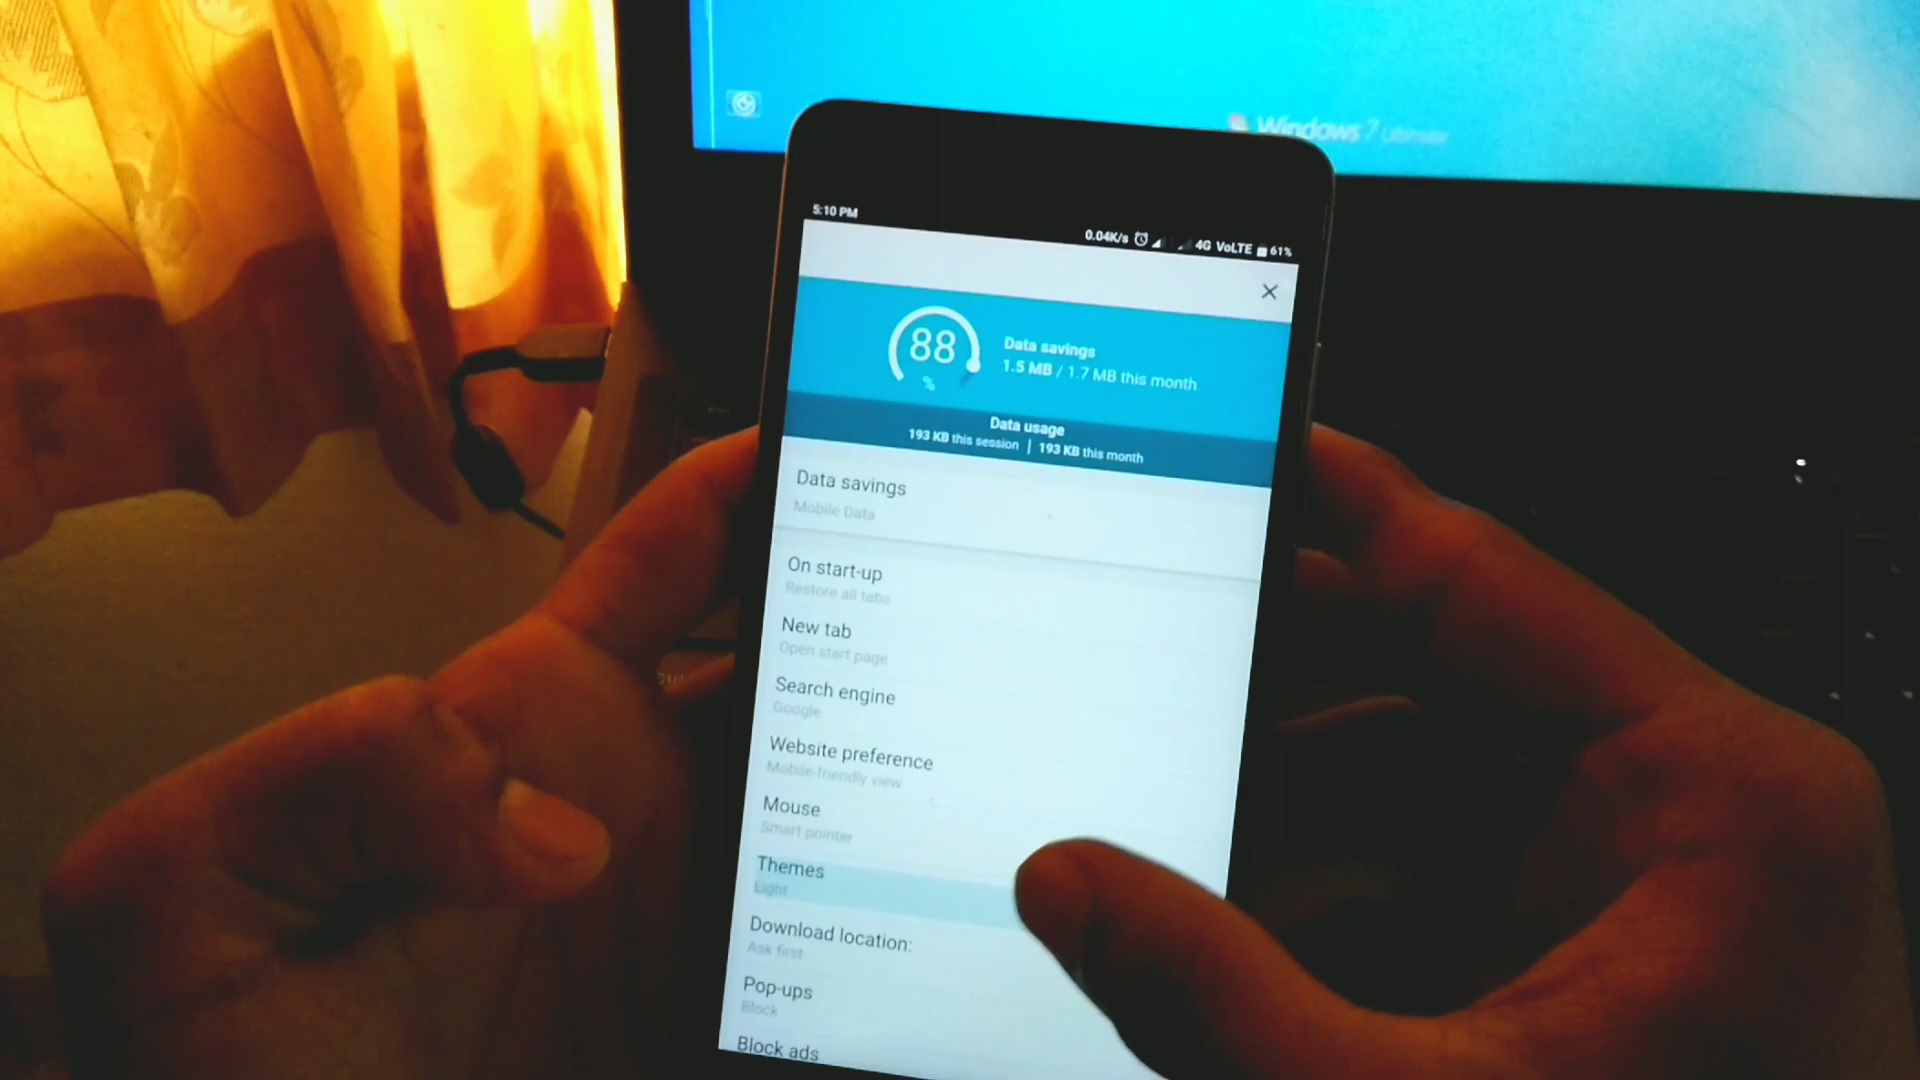 Windows 7 Ultimate
5:10 PM
0.04K/s 4G VoLTE 61%
88
%
Data savings
1.5 MB / 1.7 MB this month
Data usage
193 KB this session | 193 KB this month
Data savings
Mobile Data
On start-up
Restore all tabs
New tab
Open start page
Search engine
Google
Website preference
Mobile-friendly view
Mouse
Smart pointer
Themes
Light
Download location:
Ask first
Pop-ups
Block
Block ads